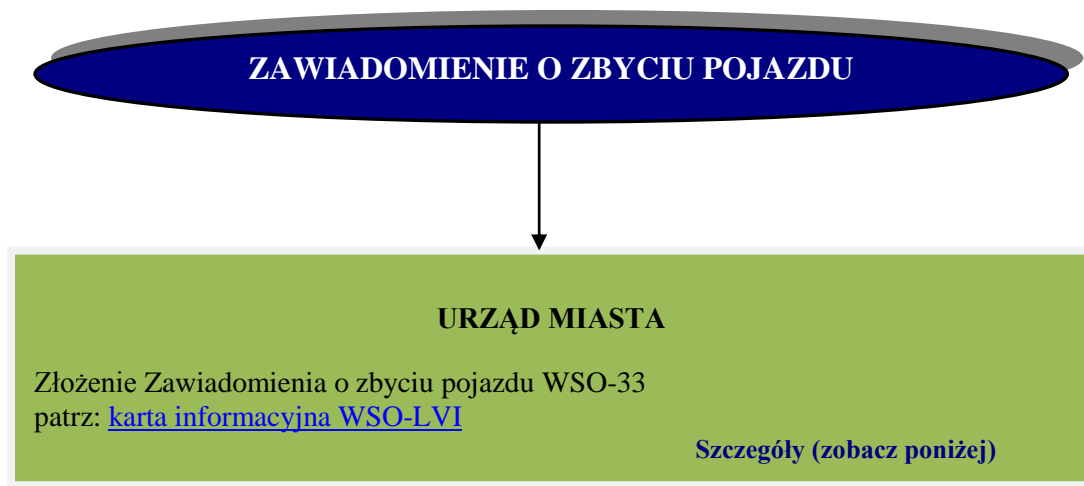 ZAWIADOMIENIE O ZBYCIU POJAZDU
URZĄD MIASTA
Złożenie Zawiadomienia o zbyciu pojazdu WSO-33
patrz: karta informacyjna WSO-LVI
Szczegóły (zobacz poniżej)